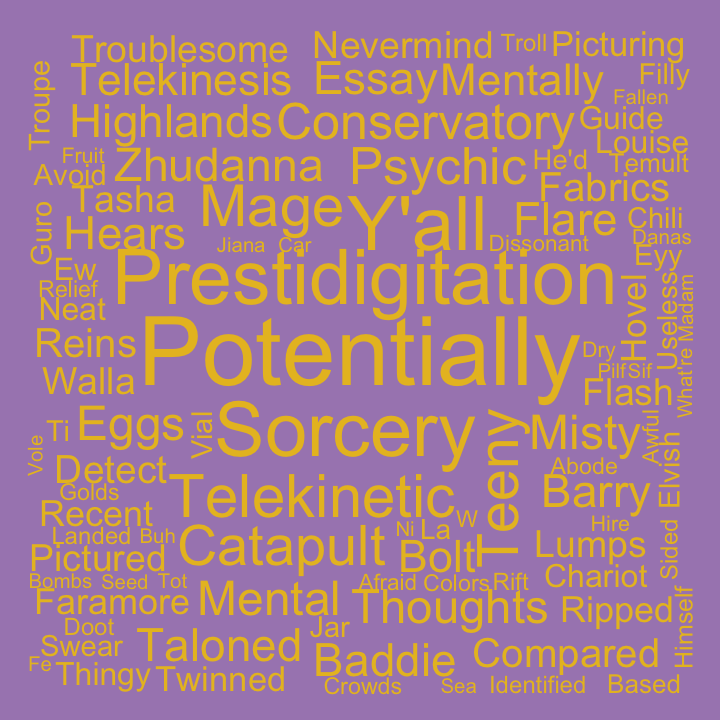 Troublesome
Nevermind
Troll
Picturing
Troupe
Telekinesis
Essay
Mentally
Filly
Fallen
Highlands
Conservatory
Guide
Louise
Fruit
Avoid
Zhudanna
Psychic
He'd
Temult
Tasha
Mage
Y'all
Fabrics
Guro
Hears
Flare
Chili
Jiana
Car
Dissonant
Danas
Eyy
Ew
Prestidigitation
Relief
Neat
Hovel
Useless
What're
Madam
Reins
Potentially
Dry
Pilf
Sif
Walla
Flash
Ti
Eggs
Vial
Sorcery
Teeny
Misty
Awful
Vole
Detect
Abode
Elvish
Golds
Telekinetic
Barry
Recent
Ni
La
W
Hire
Landed
Buh
Catapult
Bolt
Lumps
Sided
Pictured
Bombs
Seed
Tot
Afraid
Colors
Rift
Chariot
Faramore
Mental
Thoughts
Ripped
Himself
Doot
Jar
Swear
Taloned
Baddie
Compared
Fe
Thingy
Twinned
Crowds
Sea
Identified
Based